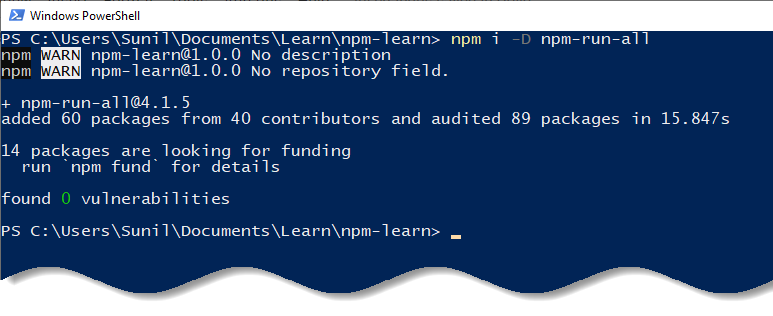 Windows PowerShell
PS C:\Users\Sunil\Documents\Learn\npm-learn> npm i -D npm-run-all
npm WARN npm-learn@1.0.0 No description
npm WARN npm-learn@1.0.0 No repository field.
+ npm-run-all@4.1.5
added 60 packages from 40 contributors and audited 89 packages in 15.847s
14 packages are looking for funding
  run `npm fund` for details
found 0 vulnerabilities
PS C:\Users\Sunil\Documents\Learn\npm-learn>